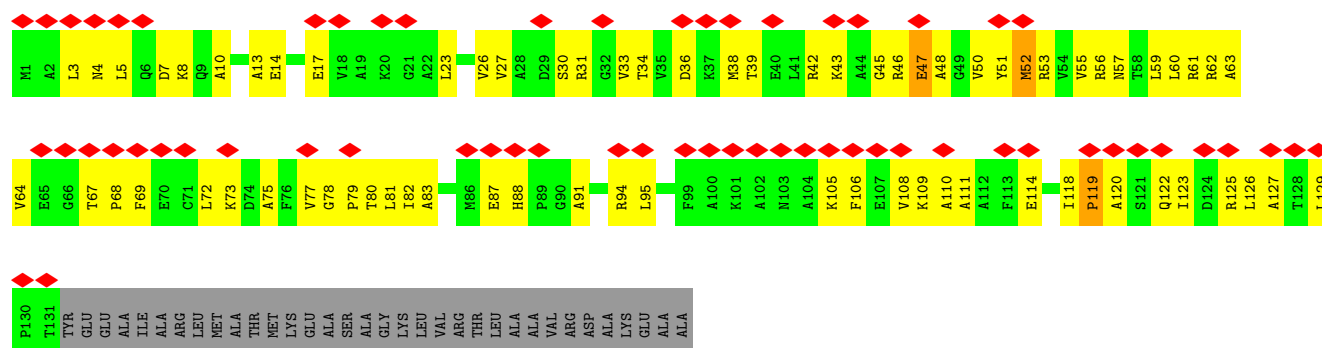 M1 A2 L3 N4 L5 Q6 D7 K8 Q9 A10 A13 E14 E17 V18 A19 K20 G21 A22 L23 V26 V27 A28 D29 S30 R31 G32 V33 T34 V35 D36 K37 M38 T39 E40 L41 R42 K43 A44 G45 R46 E47 A48 G49 V50 Y51 M52 R53 V54 V55 R56 N57 T58 L59 L60 R61 R62 A63
V64 E65 G66 T67 P68 F69 E70 C71 L72 K73 D74 A75 F76 V77 G78 P79 T80 L81 I82 A83 M86 E87 H88 P89 G90 A91 R94 L95 F99 A100 K101 A102 N103 A104 K105 F106 E107 V108 K109 A110 A111 A112 F113 E114 I118 P119 A120 S121 Q122 I123 D124 R125 L126 A127 T128 L129
P130 T131 TYR GLU GLU ALA ILE ALA ARG LEU MET ALA THR MET LYS GLU ALA SER ALA GLY LYS LEU VAL ARG THR LEU ALA ALA VAL ARG ASP ALA LYS GLU ALA ALA